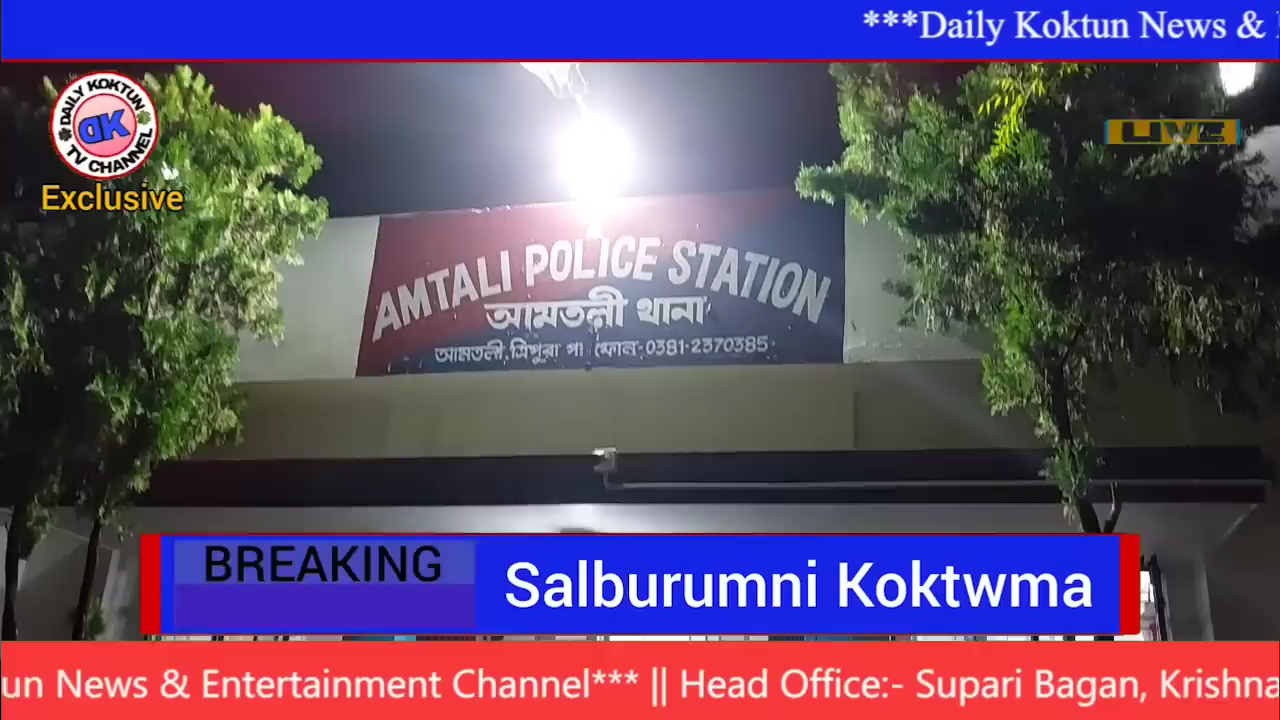 ***Daily Koktun News &
DAILY KOKTUN
DK
TV CHANNEL
Exclusive
LIVE
AMTALI POLICE STATION
আমতলী থানা
আমতলী, ত্রিপুরা পঃ ফোন-0381-2370385
BREAKING
Salburumni Koktwma
un News & Entertainment Channel*** || Head Office:- Supari Bagan, Krishna